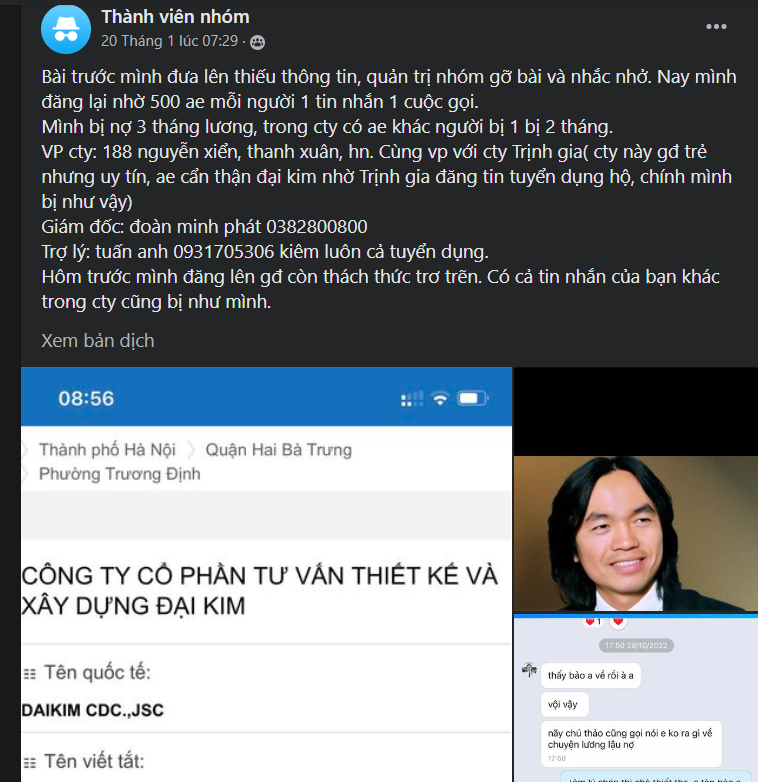 Thành viên nhóm
20 Tháng 1 lúc 07:29 ·
Bài trước mình đưa lên thiếu thông tin, quản trị nhóm gỡ bài và nhắc nhở. Nay mình
đăng lại nhờ 500 ae mỗi người 1 tin nhắn 1 cuộc gọi.
Mình bị nợ 3 tháng lương, trong cty có ae khác người bị 1 bị 2 tháng.
VP cty: 188 nguyễn xiển, thanh xuân, hn. Cùng vp với cty Trịnh gia( cty này gđ trẻ
nhưng uy tín, ae cẩn thận đại kim nhờ Trịnh gia đăng tin tuyển dụng hộ, chính mình
bị như vậy)
Giám đốc: đoàn minh phát 0382800800
Trợ lý: tuấn anh 0931705306 kiêm luôn cả tuyển dụng.
Hôm trước mình đăng lên gđ còn thách thức trơ trẽn. Có cả tin nhắn của bạn khác
trong cty cũng bị như mình.
Xem bản dịch
08:56
Thành phố Hà Nội Quận Hai Bà Trưng
Phường Trương Định
CÔNG TY CỔ PHẦN TƯ VẤN THIẾT KẾ VÀ
XÂY DỰNG ĐẠI KIM
Tên quốc tế:
DAIKIM CDC.,JSC
Tên viết tắt:
1
17:50 28/10/2022
thấy bào a về rồi à a
vội vậy
nãy chú thảo cũng gọi nói e ko ra gì về
chuyện lương lậu nợ
17:50